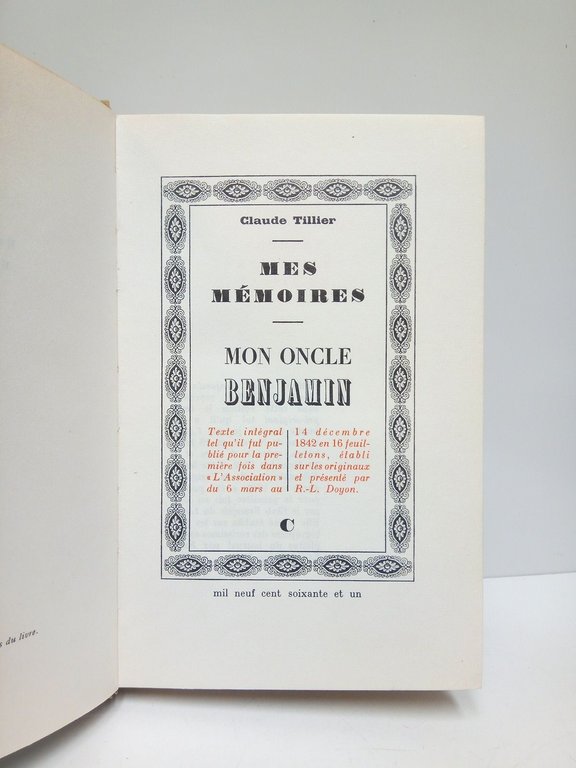 Claude Tillier
MES
MÉMOIRES
MON ONCLE
BENJAMIN
Texte intégral
tel qu'il fut pu-
blié pour la pre-
mière fois dans
« L'Association »
du 6 mars au
14 décembre
1842 en 16 feuil-
letons, établi
sur les originaux
et présenté par
R.-L. Doyon.
C
mil neuf cent soixante et un
du livre.